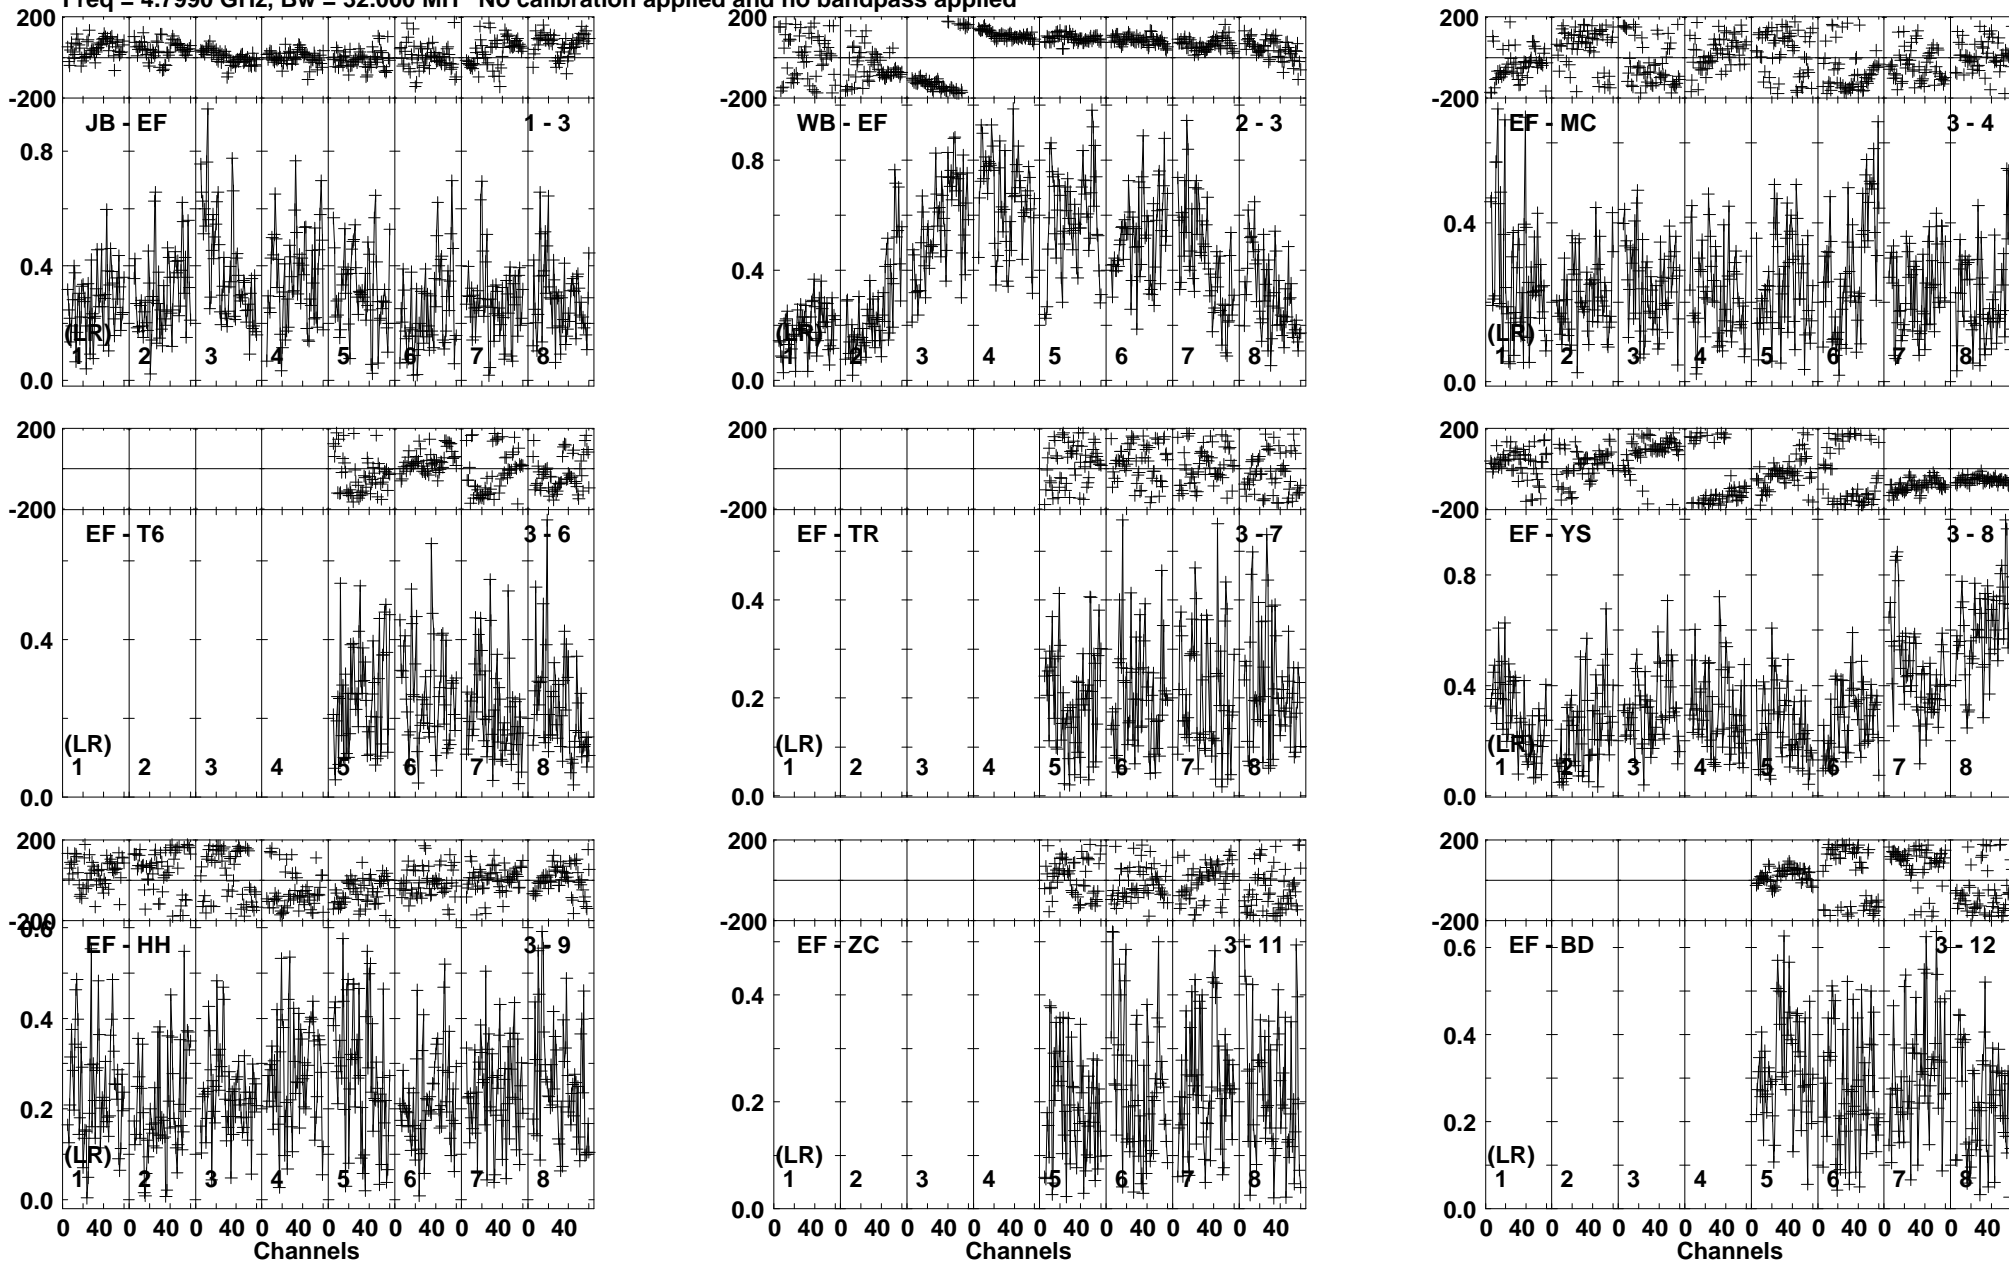 Freq = 4.7990 GHz, Bw = 32.000 MH No calibration applied and no bandpass applied
200 200 200
-200 -200 -200
JB - EF 1 - 3 WB - EF 2 - 3 EF - MC 3 - 4
0.8 0.8
0.4 0.4 0.4
(LR) (LR) (LR)
1 2 3 4 5 6 7 8 1 2 3 4 5 6 7 8 1 2 3 4 5 6 7 8
0.0 0.0 0.0
200 200 200
-200 -200 -200
EF - T6 3 - 6 EF - TR 3 - 7 EF - YS 3 - 8
0.8
0.4 0.4 0.4
0.2
(LR) (LR) (LR)
1 2 3 4 5 6 7 8 1 2 3 4 5 6 7 8 1 2 3 4 5 6 7 8
0.0 0.0 0.0
200 200 200
-200 -200 -200
0.6
EF - HH 3 - 9 EF - ZC 3 - 11 EF - BD 3 - 12
0.6
0.4 0.4 0.4
0.2 0.2 0.2
(LR) (LR) (LR)
1 2 3 4 5 6 7 8 1 2 3 4 5 6 7 8 1 2 3 4 5 6 7 8
0.0 0.0 0.0
0 40 0 40 0 40 0 40 0 40 0 40 0 40 0 40 0 40 0 40 0 40 0 40 0 40 0 40 0 40 0 40 0 40 0 40 0 40 0 40 0 40 0 40 0 40 0 40
Channels Channels Channels